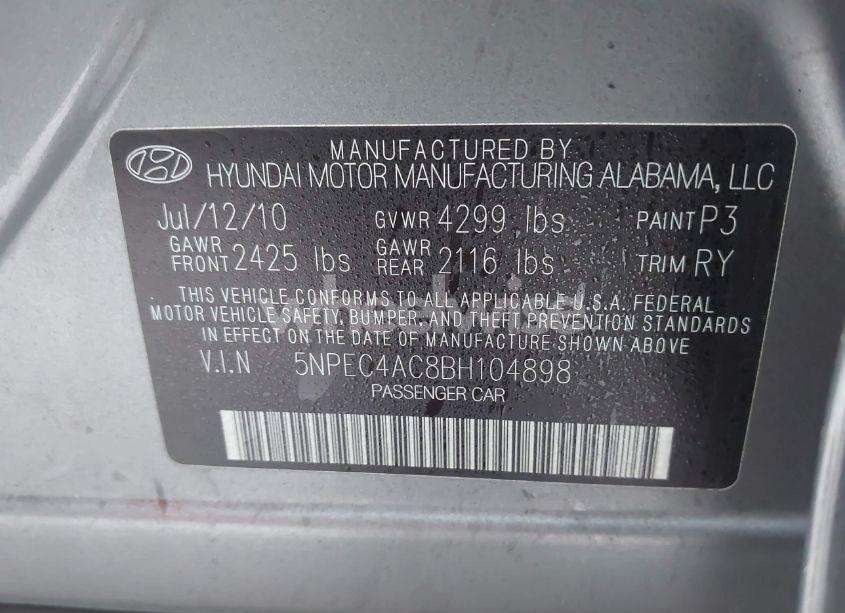 MANUFACTURED BY
HYUNDAI MOTOR MANUFACTURING ALABAMA, LLC
Jul/12/10 GVWR 4299 lbs PAINT P3
GAWR FRONT 2425 lbs GAWR REAR 2116 lbs TRIM RY
THIS VEHICLE CONFORMS TO ALL APPLICABLE U.S.A. FEDERAL
MOTOR VEHICLE SAFETY, BUMPER, AND THEFT PREVENTION STANDARDS
IN EFFECT ON THE DATE OF MANUFACTURE SHOWN ABOVE
V.I.N 5NPEC4AC8BH104898
PASSENGER CAR